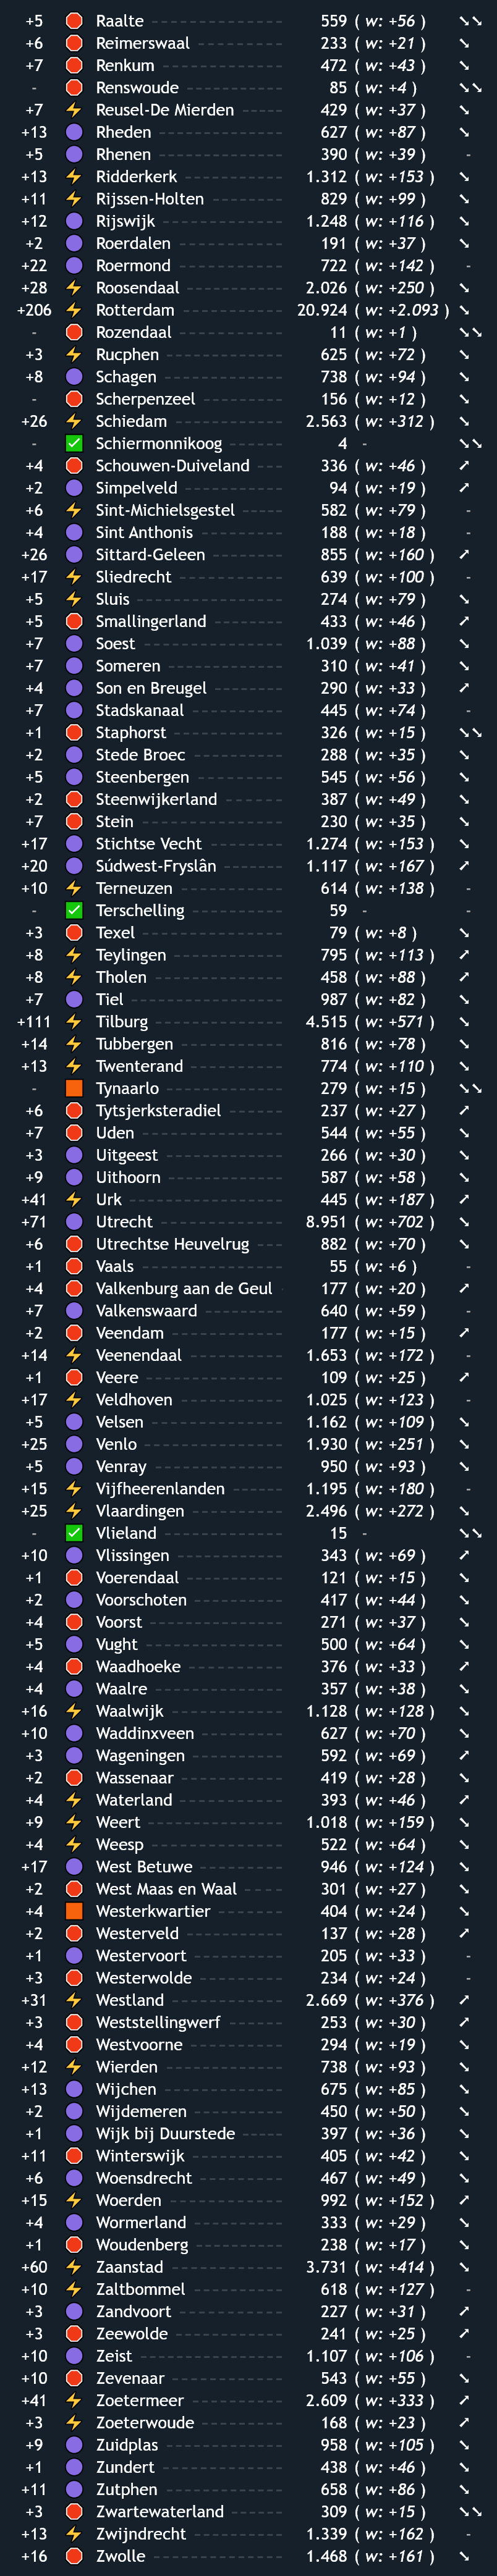 +5 Raalte 559 ( w: +56 ) ↘↘
+6 Reimerswaal 233 ( w: +21 ) ↘
+7 Renkum 472 ( w: +43 ) ↘
- Renswoude 85 ( w: +4 ) ↘↘
+7 Reusel-De Mierden 429 ( w: +37 ) ↘
+13 Rheden 627 ( w: +87 ) ↘
+5 Rhenen 390 ( w: +39 ) -
+13 Ridderkerk 1.312 ( w: +153 ) ↘
+11 Rijssen-Holten 829 ( w: +99 ) ↘
+12 Rijswijk 1.248 ( w: +116 ) ↘
+2 Roerdalen 191 ( w: +37 ) ↘
+22 Roermond 722 ( w: +142 ) -
+28 Roosendaal 2.026 ( w: +250 ) ↘
+206 Rotterdam 20.924 ( w: +2.093 ) ↘
- Rozendaal 11 ( w: +1 ) ↘↘
+3 Rucphen 625 ( w: +72 ) ↘
+8 Schagen 738 ( w: +94 ) ↘
- Scherpenzeel 156 ( w: +12 ) ↘
+26 Schiedam 2.563 ( w: +312 ) ↘
- Schiermonnikoog 4 - ↘↘
+4 Schouwen-Duiveland 336 ( w: +46 ) ↗
+2 Simpelveld 94 ( w: +19 ) ↗
+6 Sint-Michielsgestel 582 ( w: +79 ) -
+4 Sint Anthonis 188 ( w: +18 ) -
+26 Sittard-Geleen 855 ( w: +160 ) ↗
+17 Sliedrecht 639 ( w: +100 ) -
+5 Sluis 274 ( w: +79 ) ↘
+5 Smallingerland 433 ( w: +46 ) ↗
+7 Soest 1.039 ( w: +88 ) ↘
+7 Someren 310 ( w: +41 ) ↘
+4 Son en Breugel 290 ( w: +33 ) ↗
+7 Stadskanaal 445 ( w: +74 ) -
+1 Staphorst 326 ( w: +15 ) ↘↘
+2 Stede Broec 288 ( w: +35 ) ↘
+5 Steenbergen 545 ( w: +56 ) ↘
+2 Steenwijkerland 387 ( w: +49 ) ↘
+7 Stein 230 ( w: +35 ) ↘
+17 Stichtse Vecht 1.274 ( w: +153 ) ↘
+20 Súdwest-Fryslân 1.117 ( w: +167 ) ↗
+10 Terneuzen 614 ( w: +138 ) -
- Terschelling 59 - -
+3 Texel 79 ( w: +8 ) ↘
+8 Teylingen 795 ( w: +113 ) ↗
+8 Tholen 458 ( w: +88 ) ↗
+7 Tiel 987 ( w: +82 ) ↘
+111 Tilburg 4.515 ( w: +571 ) ↘
+14 Tubbergen 816 ( w: +78 ) ↘
+13 Twenterand 774 ( w: +110 ) ↘
- Tynaarlo 279 ( w: +15 ) ↘↘
+6 Tytsjerksteradiel 237 ( w: +27 ) ↗
+7 Uden 544 ( w: +55 ) ↘
+3 Uitgeest 266 ( w: +30 ) ↘
+9 Uithoorn 587 ( w: +58 ) ↘
+41 Urk 445 ( w: +187 ) ↗
+71 Utrecht 8.951 ( w: +702 ) ↘
+6 Utrechtse Heuvelrug 882 ( w: +70 ) ↘
+1 Vaals 55 ( w: +6 ) -
+4 Valkenburg aan de Geul 177 ( w: +20 ) ↗
+7 Valkenswaard 640 ( w: +59 ) -
+2 Veendam 177 ( w: +15 ) ↗
+14 Veenendaal 1.653 ( w: +172 ) -
+1 Veere 109 ( w: +25 ) ↗
+17 Veldhoven 1.025 ( w: +123 ) -
+5 Velsen 1.162 ( w: +109 ) ↘
+25 Venlo 1.930 ( w: +251 ) ↘
+5 Venray 950 ( w: +93 ) ↘
+15 Vijfheerenlanden 1.195 ( w: +180 ) -
+25 Vlaardingen 2.496 ( w: +272 ) ↘
- Vlieland 15 - ↘↘
+10 Vlissingen 343 ( w: +69 ) ↗
+1 Voerendaal 121 ( w: +15 ) ↘
+2 Voorschoten 417 ( w: +44 ) ↘
+4 Voorst 271 ( w: +37 ) ↘
+5 Vught 500 ( w: +64 ) ↘
+4 Waadhoeke 376 ( w: +33 ) ↗
+4 Waalre 357 ( w: +38 ) ↘
+16 Waalwijk 1.128 ( w: +128 ) ↘
+10 Waddinxveen 627 ( w: +70 ) ↘
+3 Wageningen 592 ( w: +69 ) ↗
+2 Wassenaar 419 ( w: +28 ) ↘
+4 Waterland 393 ( w: +46 ) ↗
+9 Weert 1.018 ( w: +159 ) ↘
+4 Weesp 522 ( w: +64 ) ↘
+17 West Betuwe 946 ( w: +124 ) ↘
+2 West Maas en Waal 301 ( w: +27 ) ↘
+4 Westerkwartier 404 ( w: +24 ) ↘
+2 Westerveld 137 ( w: +28 ) ↗
+1 Westervoort 205 ( w: +33 ) -
+3 Westerwolde 234 ( w: +24 ) -
+31 Westland 2.669 ( w: +376 ) ↗
+3 Weststellingwerf 253 ( w: +30 ) ↗
+4 Westvoorne 294 ( w: +19 ) ↘
+12 Wierden 738 ( w: +93 ) ↘
+13 Wijchen 675 ( w: +85 ) ↘
+2 Wijdemeren 450 ( w: +50 ) ↘
+1 Wijk bij Duurstede 397 ( w: +36 ) ↘
+11 Winterswijk 405 ( w: +42 ) ↘
+6 Woensdrecht 467 ( w: +49 ) ↘
+15 Woerden 992 ( w: +152 ) ↗
+4 Wormerland 333 ( w: +29 ) ↘
+1 Woudenberg 238 ( w: +17 ) ↘
+60 Zaanstad 3.731 ( w: +414 ) ↘
+10 Zaltbommel 618 ( w: +127 ) -
+3 Zandvoort 227 ( w: +31 ) ↗
+3 Zeewolde 241 ( w: +25 ) ↗
+10 Zeist 1.107 ( w: +106 ) -
+10 Zevenaar 543 ( w: +55 ) ↘
+41 Zoetermeer 2.609 ( w: +333 ) ↗
+3 Zoeterwoude 168 ( w: +23 ) ↗
+9 Zuidplas 958 ( w: +105 ) ↘
+1 Zundert 438 ( w: +46 ) ↘
+11 Zutphen 658 ( w: +86 ) ↘
+3 Zwartewaterland 309 ( w: +15 ) ↘↘
+13 Zwijndrecht 1.339 ( w: +162 ) -
+16 Zwolle 1.468 ( w: +161 ) ↘